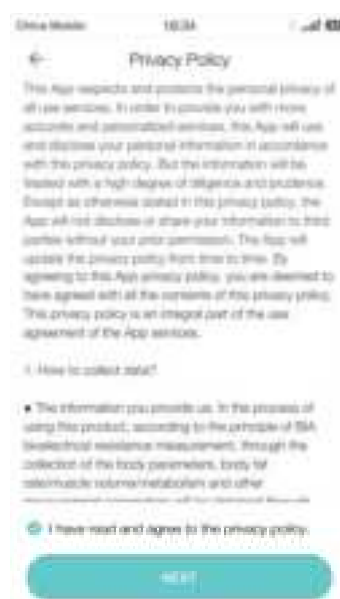 China Mobile 16:34
Privacy Policy
This App respects and protects the personal privacy of
all use services. In order to provide you with more
accurate and personalized services, this App will use
and disclose your personal information in accordance
with this privacy policy. But the information will be
treated with a high degree of diligence and prudence.
Except as otherwise stated in this privacy policy, the
App will not disclose or share your information to third
parties without your prior permission. The App will
update the privacy policy from time to time. By
agreeing to this App privacy policy, you are deemed to
have agreed with all the contents of this privacy policy.
This privacy policy is an integral part of the use
agreement of the App services.
1. How to collect data?
● The information you provide us. In the process of
using this product, according to the principle of BIA
bioelectrical resistance measurement, through the
collection of the body parameters, body fat
rate/muscle volume/metabolism and other
I have read and agree to the privacy policy.
NEXT